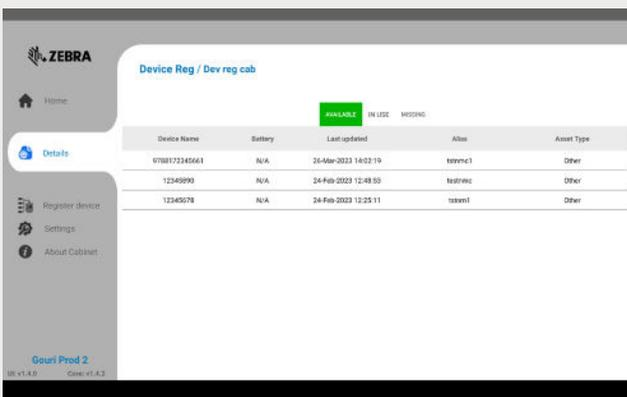 ZEBRA
Device Reg / Dev reg cab
Home
AVAILABLE IN USE MISSING
Device Name Battery Last updated Alias Asset Type
Details
9788172345661 N/A 26-Mar-2023 14:02:19 Other
12345890 N/A 24-Feb-2023 12:48:53 Other
12345678 N/A 24-Feb-2023 12:25:11 Other
Register device
Settings
About Cabinet
Gouri Prod 2
UI: v1.4.0 Core: v1.4.2